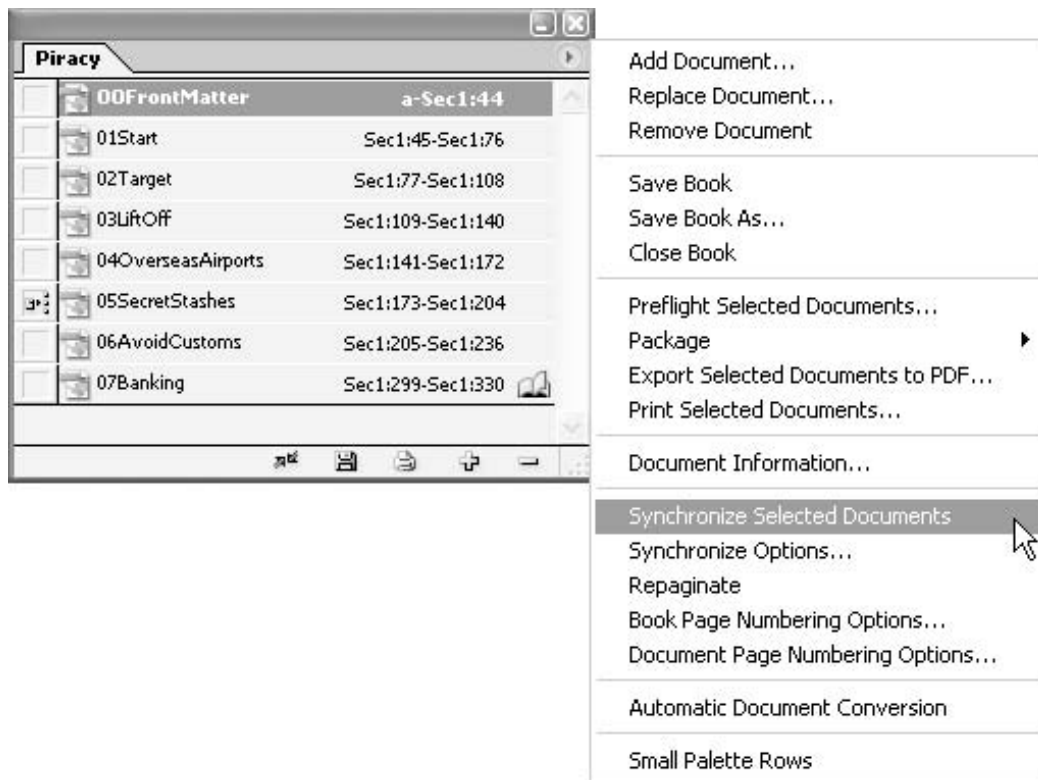 Piracy
00FrontMatter a-Sec1:44
01Start Sec1:45-Sec1:76
02Target Sec1:77-Sec1:108
03LiftOff Sec1:109-Sec1:140
04OverseasAirports Sec1:141-Sec1:172
05SecretStashes Sec1:173-Sec1:204
06AvoidCustoms Sec1:205-Sec1:236
07Banking Sec1:299-Sec1:330
Add Document...
Replace Document...
Remove Document
Save Book
Save Book As...
Close Book
Preflight Selected Documents...
Package
Export Selected Documents to PDF...
Print Selected Documents...
Document Information...
Synchronize Selected Documents
Synchronize Options...
Repaginate
Book Page Numbering Options...
Document Page Numbering Options...
Automatic Document Conversion
Small Palette Rows